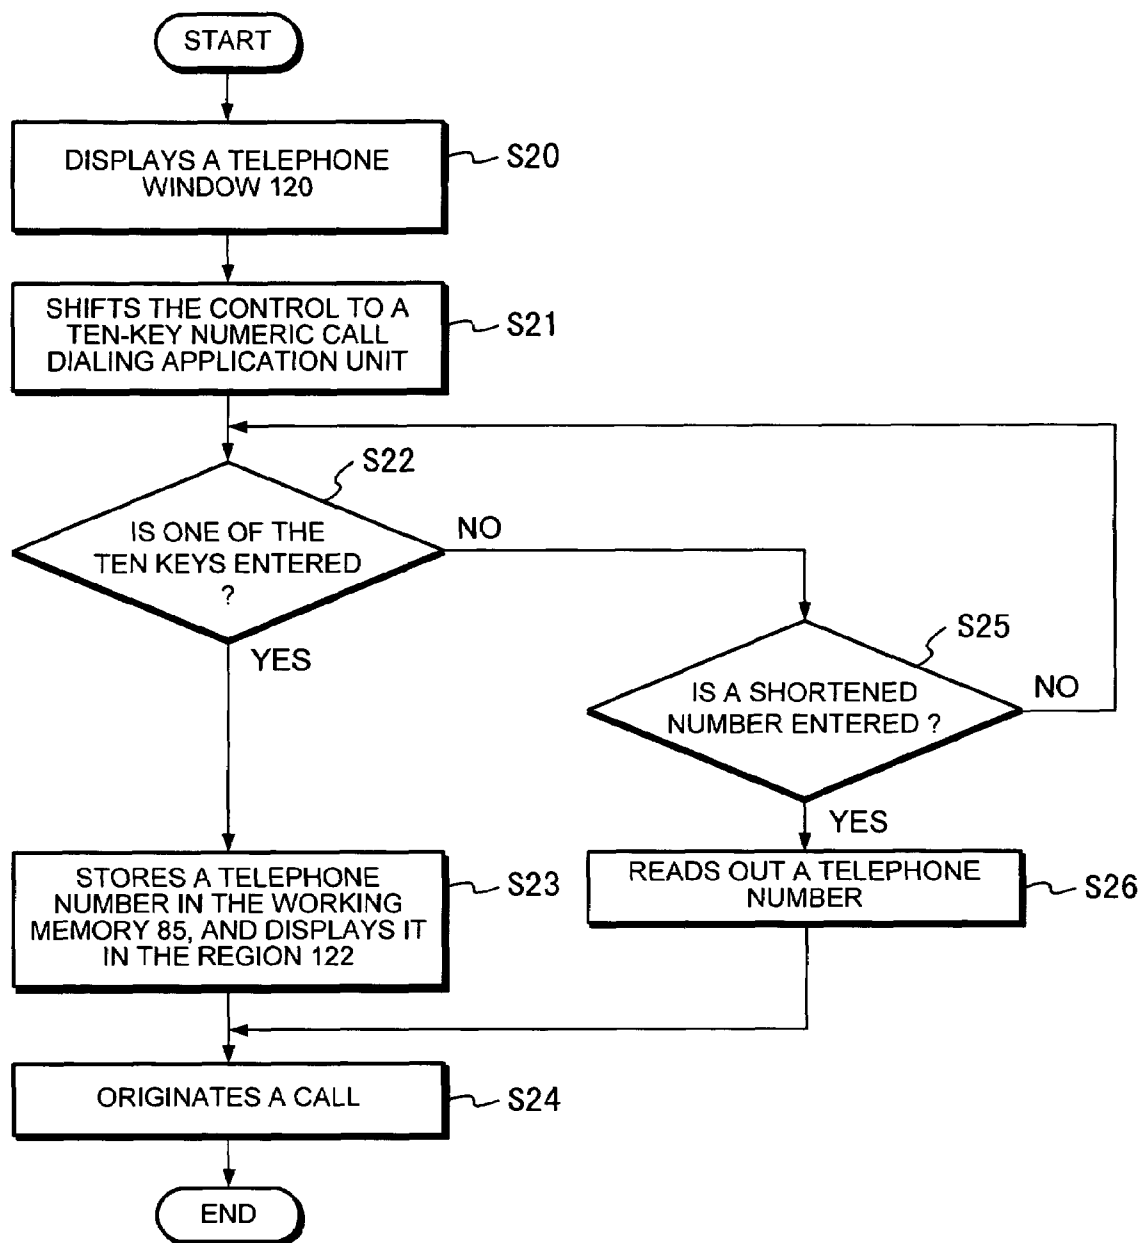 START
DISPLAYS A TELEPHONE
WINDOW 120
S20
SHIFTS THE CONTROL TO A
TEN-KEY NUMERIC CALL
DIALING APPLICATION UNIT
S21
S22
IS ONE OF THE
TEN KEYS ENTERED
?
NO
YES
S25
IS A SHORTENED
NUMBER ENTERED ?
NO
YES
STORES A TELEPHONE
NUMBER IN THE WORKING
MEMORY 85, AND DISPLAYS IT
IN THE REGION 122
S23
READS OUT A TELEPHONE
NUMBER
S26
ORIGINATES A CALL
S24
END